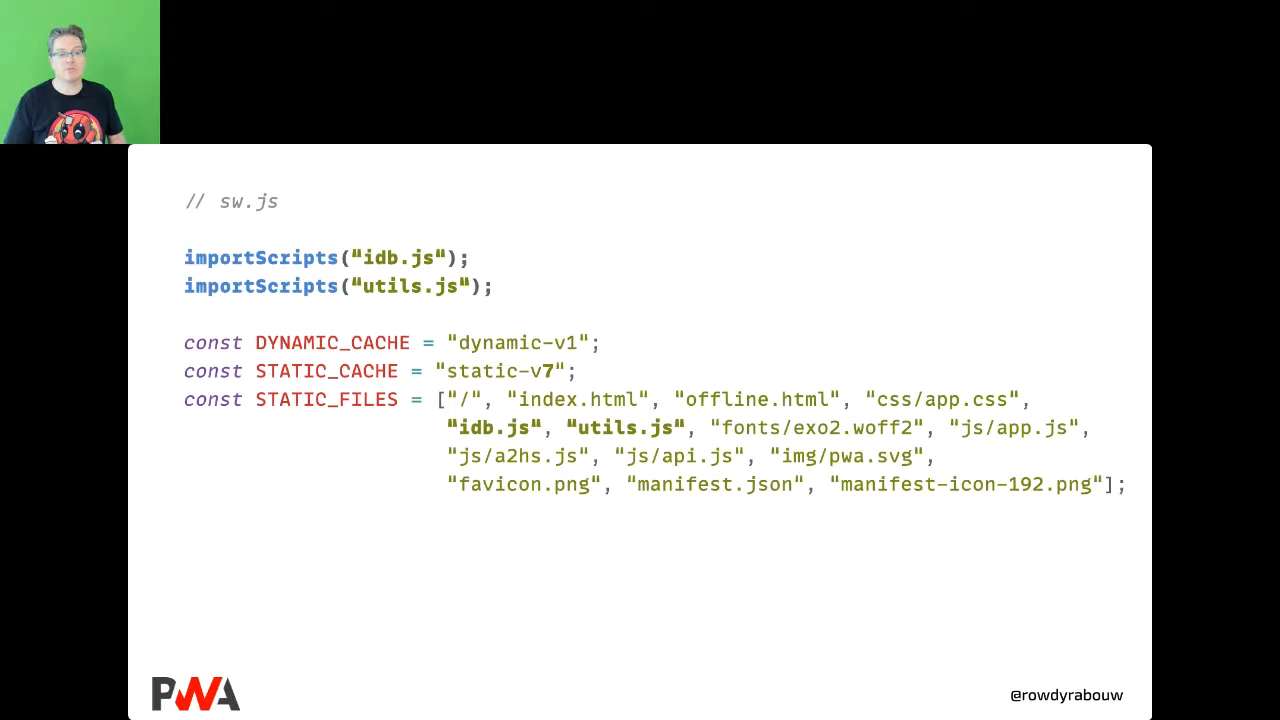 // sw.js
importScripts("idb.js");
importScripts("utils.js");
const DYNAMIC_CACHE = "dynamic-v1";
const STATIC_CACHE = "static-v7";
const STATIC_FILES = ["/", "index.html", "offline.html", "css/app.css",
"idb.js", "utils.js", "fonts/exo2.woff2", "js/app.js",
"js/a2hs.js", "js/api.js", "img/pwa.svg",
"favicon.png", "manifest.json", "manifest-icon-192.png"];
PWA
@rowdyrabouw